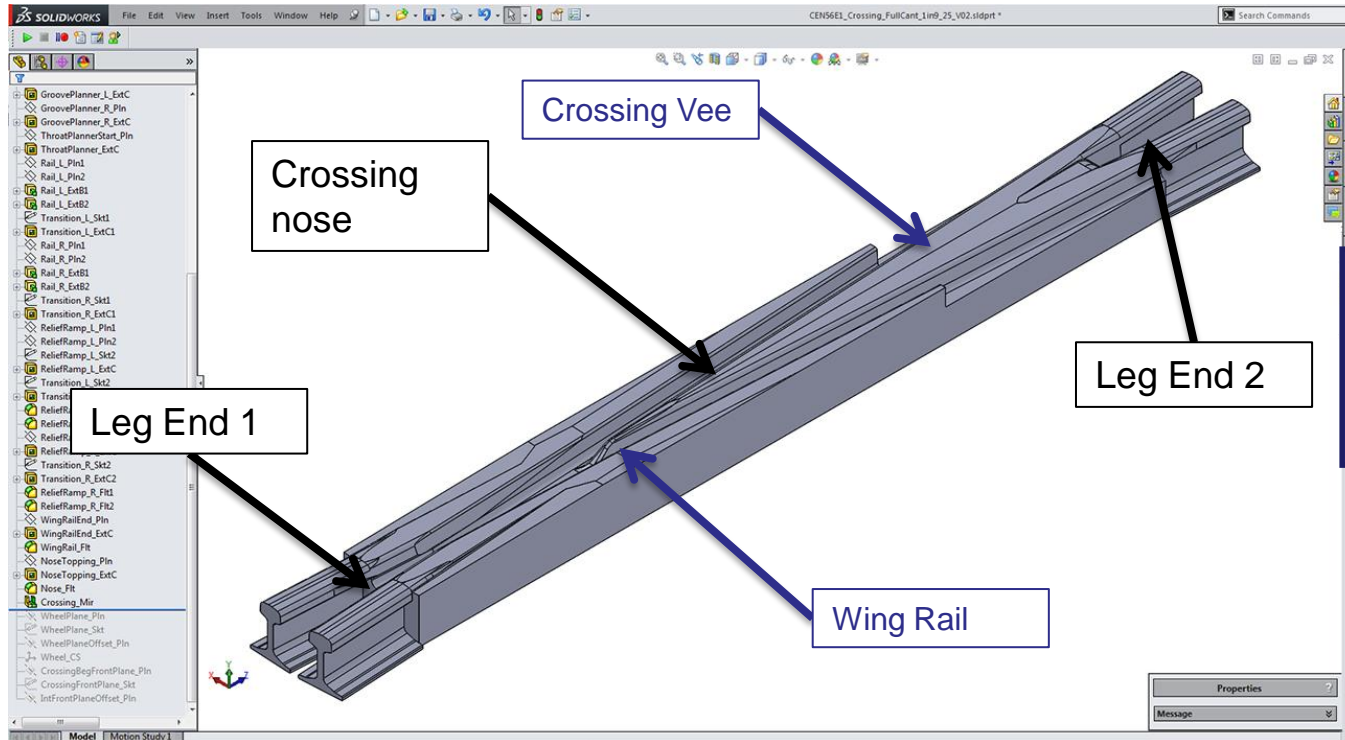 SOLIDWORKS File Edit View Insert Tools Window Help
CEN56E1_Crossing_FullCant_1in9_25_V02.sldprt *
Search Commands
GroovePlanner_L_ExtC
GroovePlanner_R_Pln
GroovePlanner_R_ExtC
ThroatPlannerStart_Pln
ThroatPlanner_ExtC
Rail_L_Pln1
Rail_L_Pln2
Rail_L_ExtB1
Rail_L_ExtB2
Transition_L_Skt1
Transition_L_ExtC1
Rail_R_Pln1
Rail_R_Pln2
Rail_R_ExtB1
Rail_R_ExtB2
Transition_R_Skt1
Transition_R_ExtC1
ReliefRamp_L_Pln1
ReliefRamp_L_Pln2
ReliefRamp_L_Skt2
ReliefRamp_L_ExtC
Transition_L_Skt2
Transition_R_Skt2
Transition_R_ExtC2
ReliefRamp_R_Flt1
ReliefRamp_R_Flt2
WingRailEnd_Pln
WingRailEnd_ExtC
WingRail_Flt
NoseTopping_Pln
NoseTopping_ExtC
Nose_Flt
Crossing_Mir
WheelPlane_Pln
WheelPlane_Skt
WheelPlaneOffset_Pln
Wheel_CS
CrossingBegFrontPlane_Pln
CrossingFrontPlane_Skt
IntFrontPlaneOffset_Pln
Crossing Vee
Crossing
nose
Leg End 1
Leg End 2
Wing Rail
Properties ?
Message
Model Motion Study 1